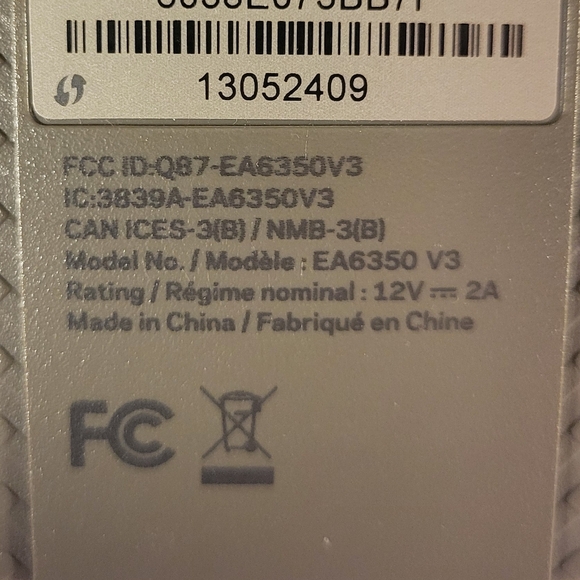 13052409
FCC ID:Q87-EA6350V3
IC:3839A-EA6350V3
CAN ICES-3(B) / NMB-3(B)
Model No. / Modèle : EA6350 V3
Rating / Régime nominal : 12V ⎓ 2A
Made in China / Fabriqué en Chine
FC